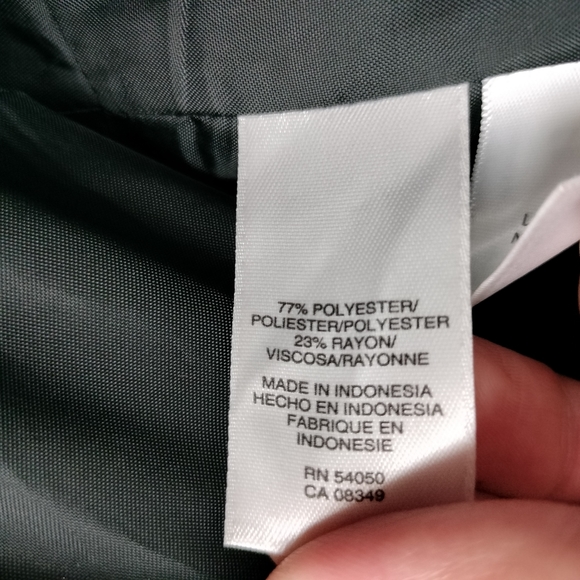 77% POLYESTER/
POLIESTER/POLYESTER
23% RAYON/
VISCOSA/RAYONNE
MADE IN INDONESIA
HECHO EN INDONESIA
FABRIQUE EN
INDONESIE
RN 54050
CA 08349